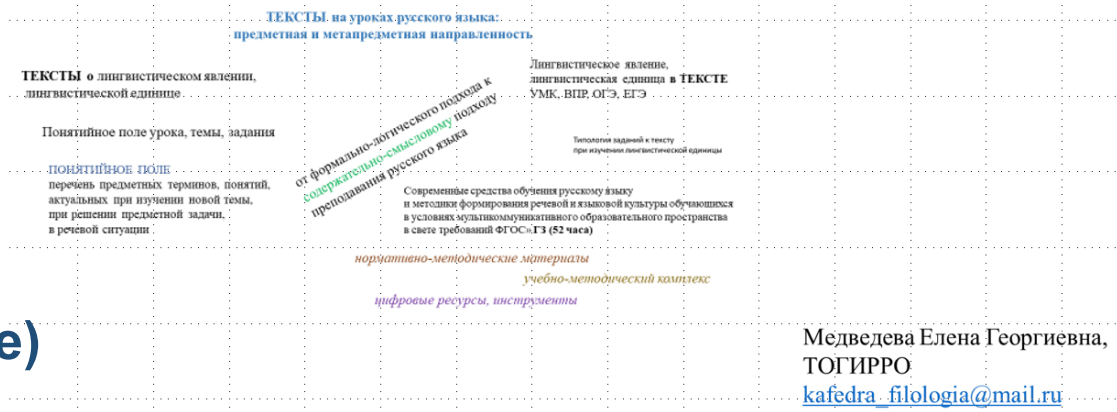 ТЕКСТЫ на уроках русского языка:
предметная и метапредметная направленность
ТЕКСТЫ о лингвистическом явлении,
лингвистической единице
Лингвистическое явление,
лингвистическая единица в ТЕКСТЕ
УМК, ВПР, ОГЭ, ЕГЭ
Понятийное поле урока, темы, задания
от формально-логического подхода к
содержательно-смысловому подходу
преподавания русского языка
Типология заданий к тексту
при изучении лингвистической единицы
ПОНЯТИЙНОЕ ПОЛЕ
перечень предметных терминов, понятий,
актуальных при изучении новой темы,
при решении предметной задачи,
в речевой ситуации
Современные средства обучения русскому языку
и методики формирования речевой и языковой культуры обучающихся
в условиях мультикоммуникативного образовательного пространства
в свете требований ФГОС».ГЗ (52 часа)
нормативно-методические материалы
учебно-методический комплекс
цифровые ресурсы, инструменты
е)
Медведева Елена Георгиевна,
ТОГИРРО
kafedra_filologia@mail.ru